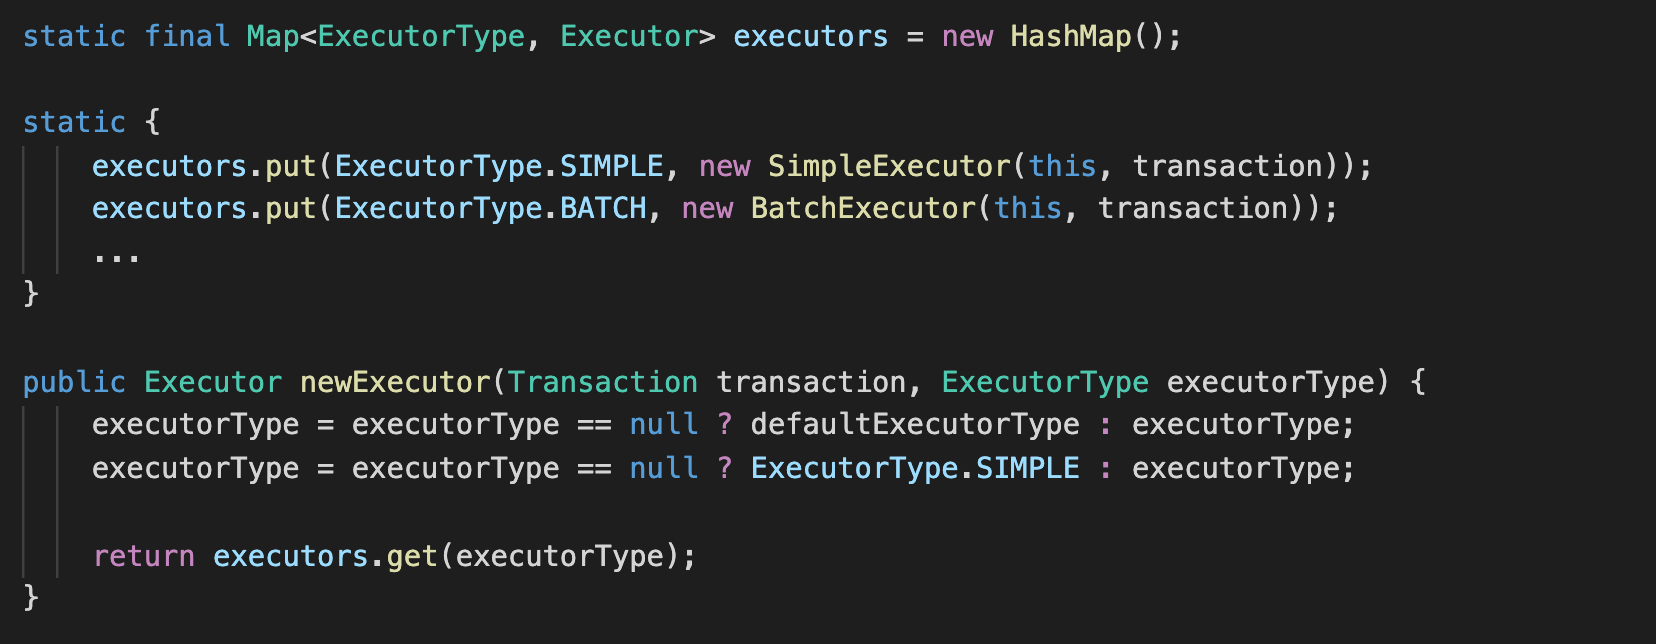 static final Map<ExecutorType, Executor> executors = new HashMap();
static {
executors.put(ExecutorType.SIMPLE, new SimpleExecutor(this, transaction));
executors.put(ExecutorType.BATCH, new BatchExecutor(this, transaction));
...
}
public Executor newExecutor(Transaction transaction, ExecutorType executorType) {
executorType = executorType == null ? defaultExecutorType : executorType;
executorType = executorType == null ? ExecutorType.SIMPLE : executorType;
return executors.get(executorType);
}